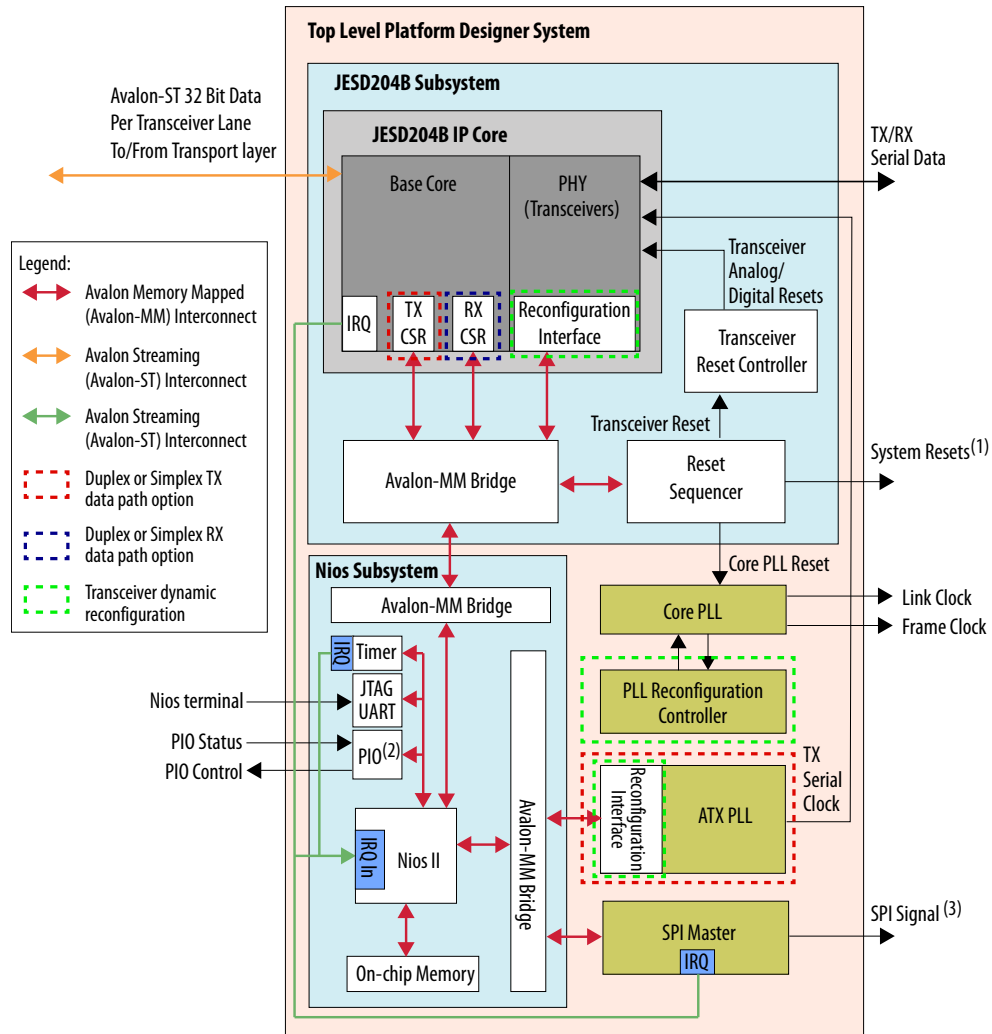 Top Level Platform Designer System
JESD204B Subsystem
Avalon-ST 32 Bit Data
Per Transceiver Lane
To/From Transport layer
JESD204B IP Core
Base Core
PHY
(Transceivers)
TX/RX
Serial Data
Transceiver
Analog/
Digital Resets
IRQ
TX
CSR
RX
CSR
Reconfiguration
Interface
Transceiver
Reset Controller
Transceiver Reset
Avalon-MM Bridge
Reset
Sequencer
System Resets(1)
Core PLL Reset
Legend:
Avalon Memory Mapped
(Avalon-MM) Interconnect
Avalon Streaming
(Avalon-ST) Interconnect
Avalon Streaming
(Avalon-ST) Interconnect
Duplex or Simplex TX
data path option
Duplex or Simplex RX
data path option
Transceiver dynamic
reconfiguration
Nios Subsystem
Avalon-MM Bridge
IRQ
Timer
JTAG
UART
PIO(2)
Nios terminal
PIO Status
PIO Control
IRQ In
Nios II
On-chip Memory
Avalon-MM Bridge
Core PLL
Link Clock
Frame Clock
PLL Reconfiguration
Controller
Reconfiguration
Interface
ATX PLL
TX
Serial
Clock
SPI Master
IRQ
SPI Signal (3)